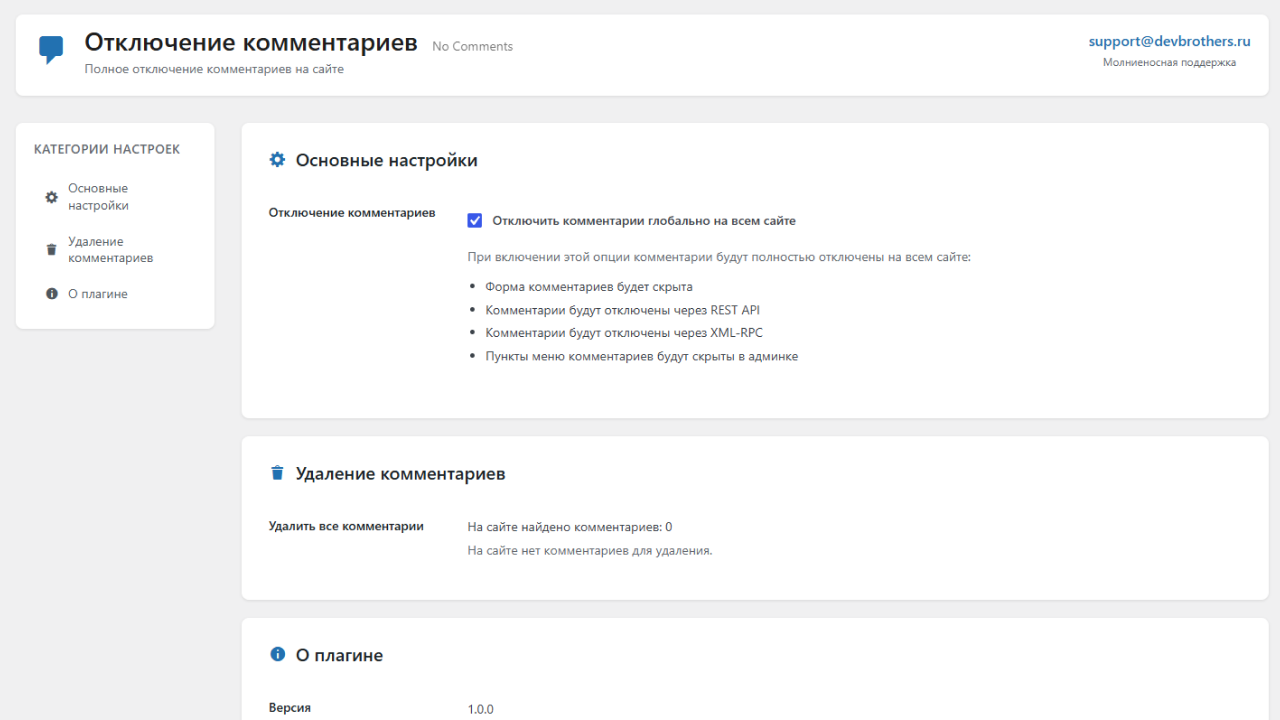 Отключение комментариев No Comments
Полное отключение комментариев на сайте
support@devbrothers.ru
Молниеносная поддержка
КАТЕГОРИИ НАСТРОЕК
Основные
настройки
Удаление
комментариев
О плагине
Основные настройки
Отключение комментариев
Отключить комментарии глобально на всем сайте
При включении этой опции комментарии будут полностью отключены на всем сайте:
• Форма комментариев будет скрыта
• Комментарии будут отключены через REST API
• Комментарии будут отключены через XML-RPC
• Пункты меню комментариев будут скрыты в админке
Удаление комментариев
Удалить все комментарии
На сайте найдено комментариев: 0
На сайте нет комментариев для удаления.
О плагине
Версия
1.0.0